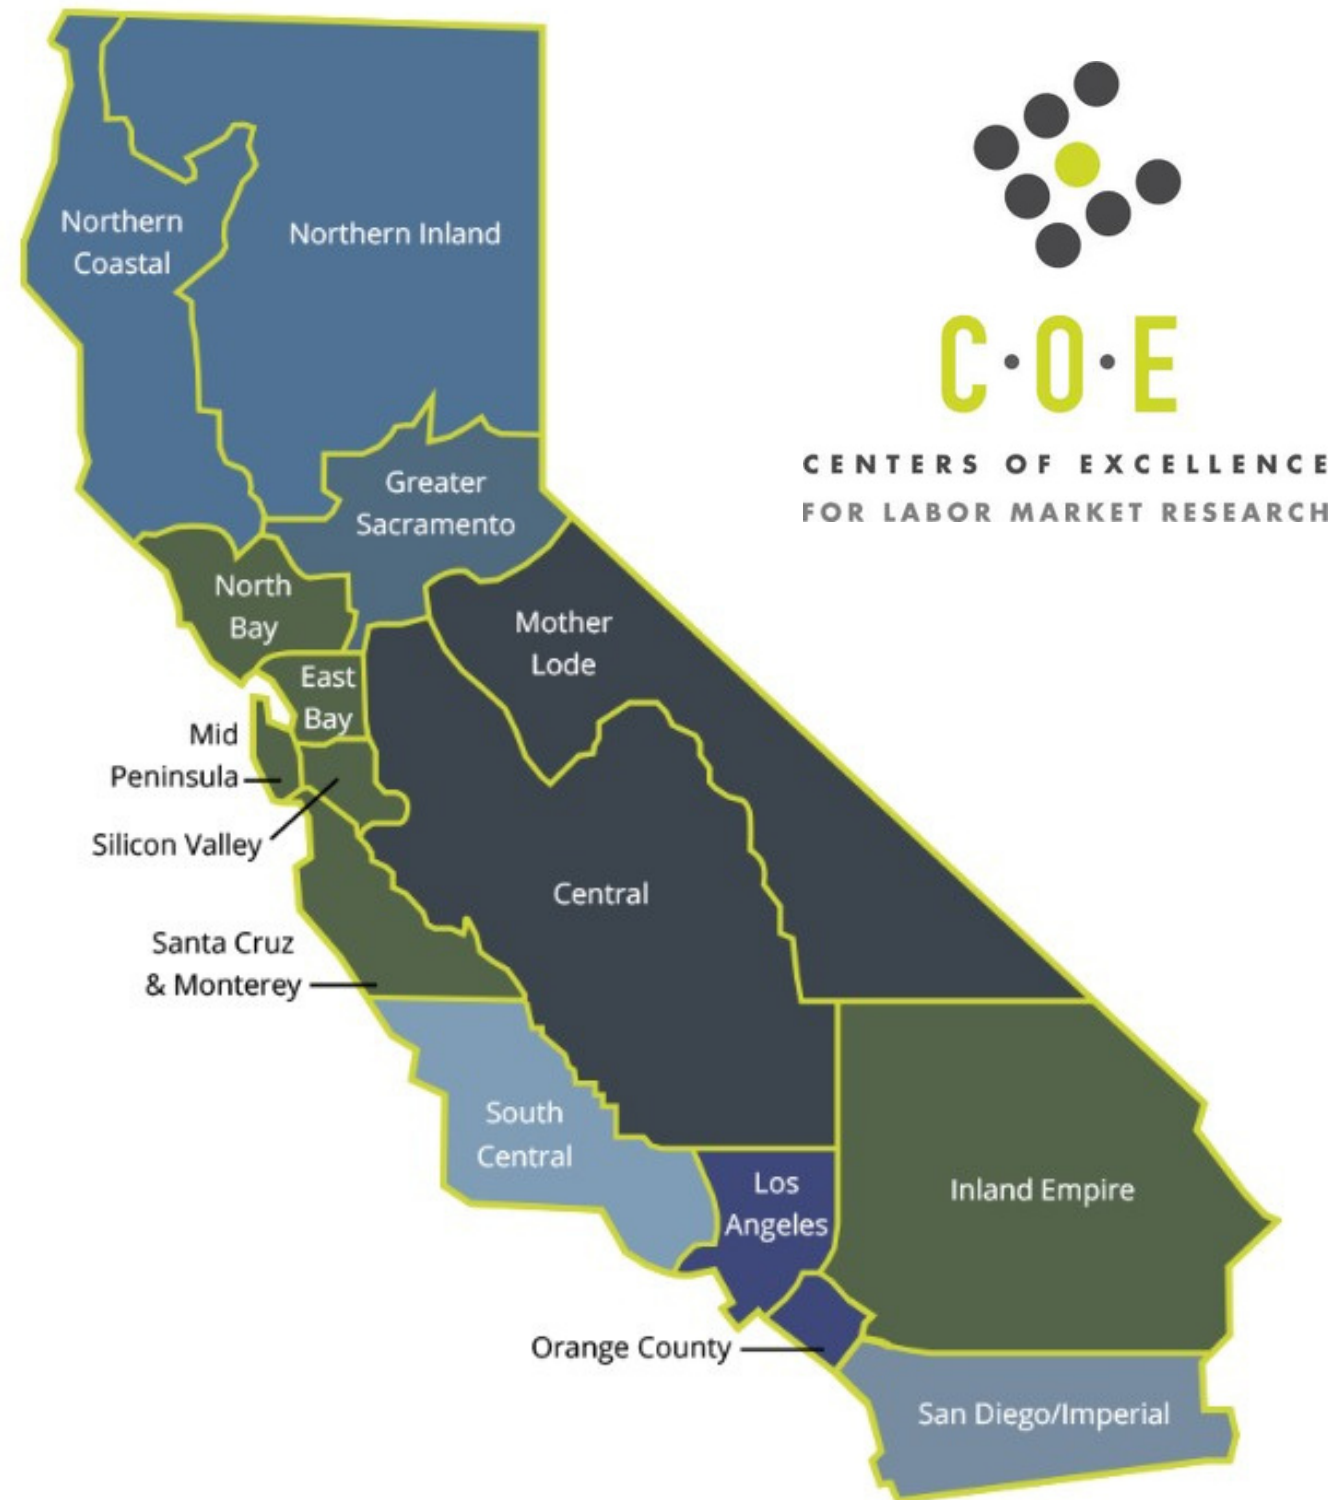 C·O·E
CENTERS OF EXCELLENCE
FOR LABOR MARKET RESEARCH
Northern
Coastal
Northern Inland
Greater
Sacramento
North
Bay
Mother
Lode
East
Bay
Mid
Peninsula
Silicon Valley
Central
Santa Cruz
& Monterey
South
Central
Los
Angeles
Inland Empire
Orange County
San Diego/Imperial